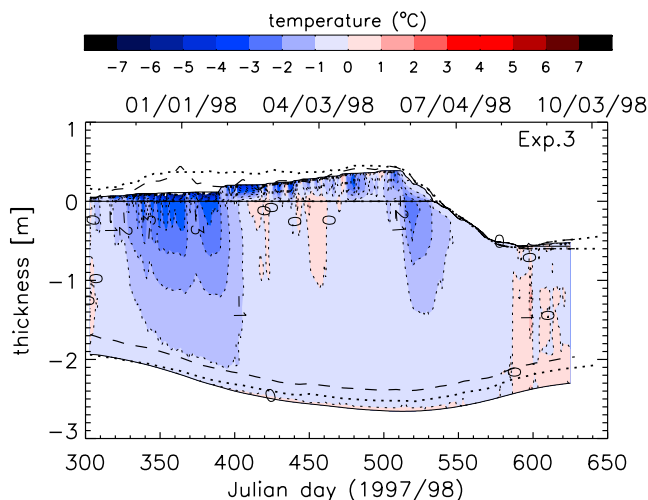 temperature (°C)
-7 -6 -5 -4 -3 -2 -1 0 1 2 3 4 5 6 7
01/01/98 04/03/98 07/04/98 10/03/98
Exp.3
thickness [m]
1
0
-1
-2
-3
300 350 400 450 500 550 600 650
Julian day (1997/98)